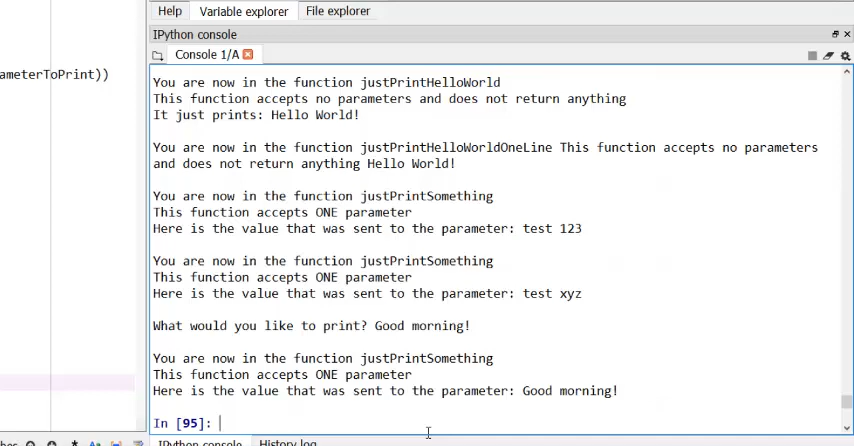 Help Variable explorer File explorer
IPython console
Console 1/A
ameterToPrint))
You are now in the function justPrintHelloWorld
This function accepts no parameters and does not return anything
It just prints: Hello World!
You are now in the function justPrintHelloWorldOneLine This function accepts no parameters
and does not return anything Hello World!
You are now in the function justPrintSomething
This function accepts ONE parameter
Here is the value that was sent to the parameter: test 123
You are now in the function justPrintSomething
This function accepts ONE parameter
Here is the value that was sent to the parameter: test xyz
What would you like to print? Good morning!
You are now in the function justPrintSomething
This function accepts ONE parameter
Here is the value that was sent to the parameter: Good morning!
In [95]:
IPython console History log